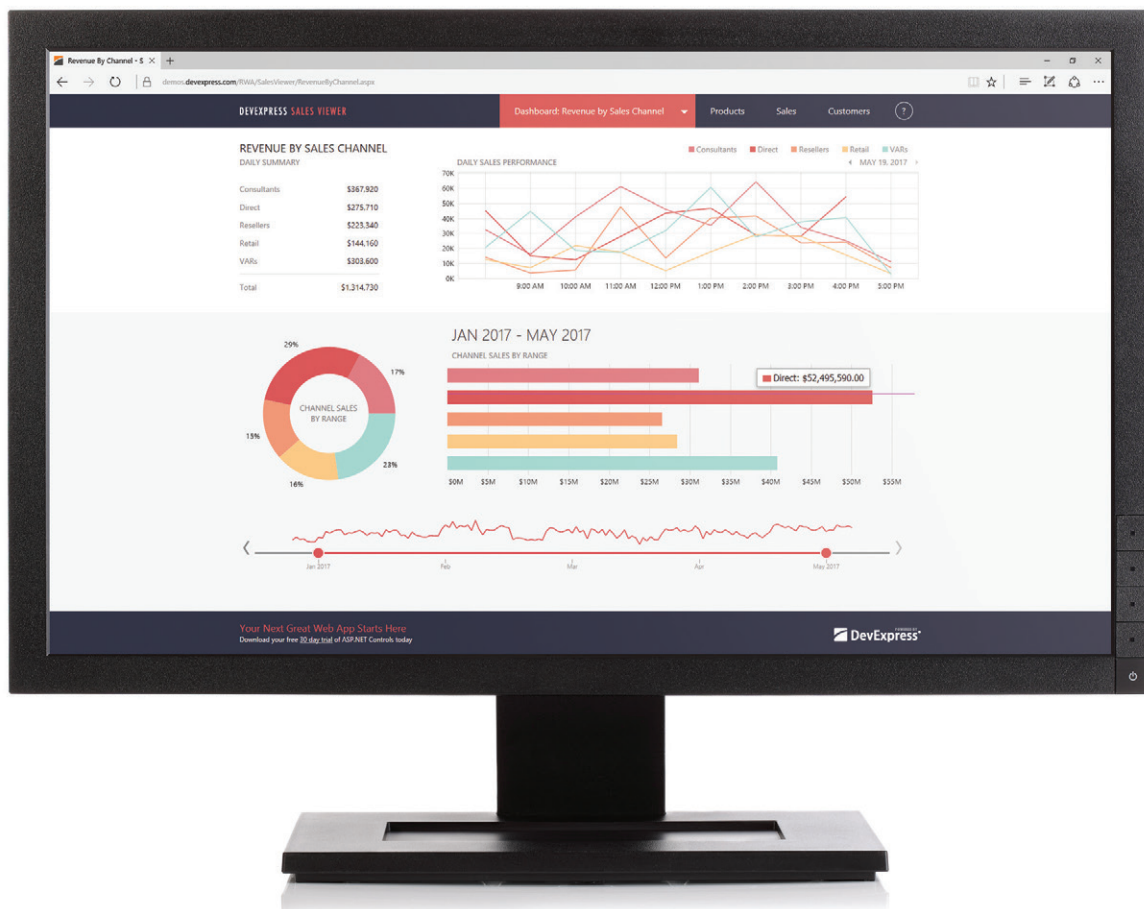 Revenue By Channel - S
demos.devexpress.com/RWA/SalesViewer/RevenueByChannel.aspx
DEVEXPRESS SALES VIEWER
Dashboard: Revenue by Sales Channel
Products
Sales
Customers
?
REVENUE BY SALES CHANNEL
DAILY SUMMARY
Consultants $367,920
Direct $275,710
Resellers $223,340
Retail $144,160
VARs $303,600
Total $1,314,730
Consultants Direct Resellers Retail VARs
DAILY SALES PERFORMANCE
MAY 19, 2017
70K
60K
50K
40K
30K
20K
10K
0K
9:00 AM 10:00 AM 11:00 AM 12:00 PM 1:00 PM 2:00 PM 3:00 PM 4:00 PM 5:00 PM
29%
17%
CHANNEL SALES
BY RANGE
15%
23%
16%
JAN 2017 - MAY 2017
CHANNEL SALES BY RANGE
Direct: $52,495,590.00
$0M $5M $10M $15M $20M $25M $30M $35M $40M $45M $50M $55M
Jan 2017 Feb Mar Apr May 2017
Your Next Great Web App Starts Here
Download your free 30 day trial of ASP.NET Controls today
POWERED BY
DevExpress